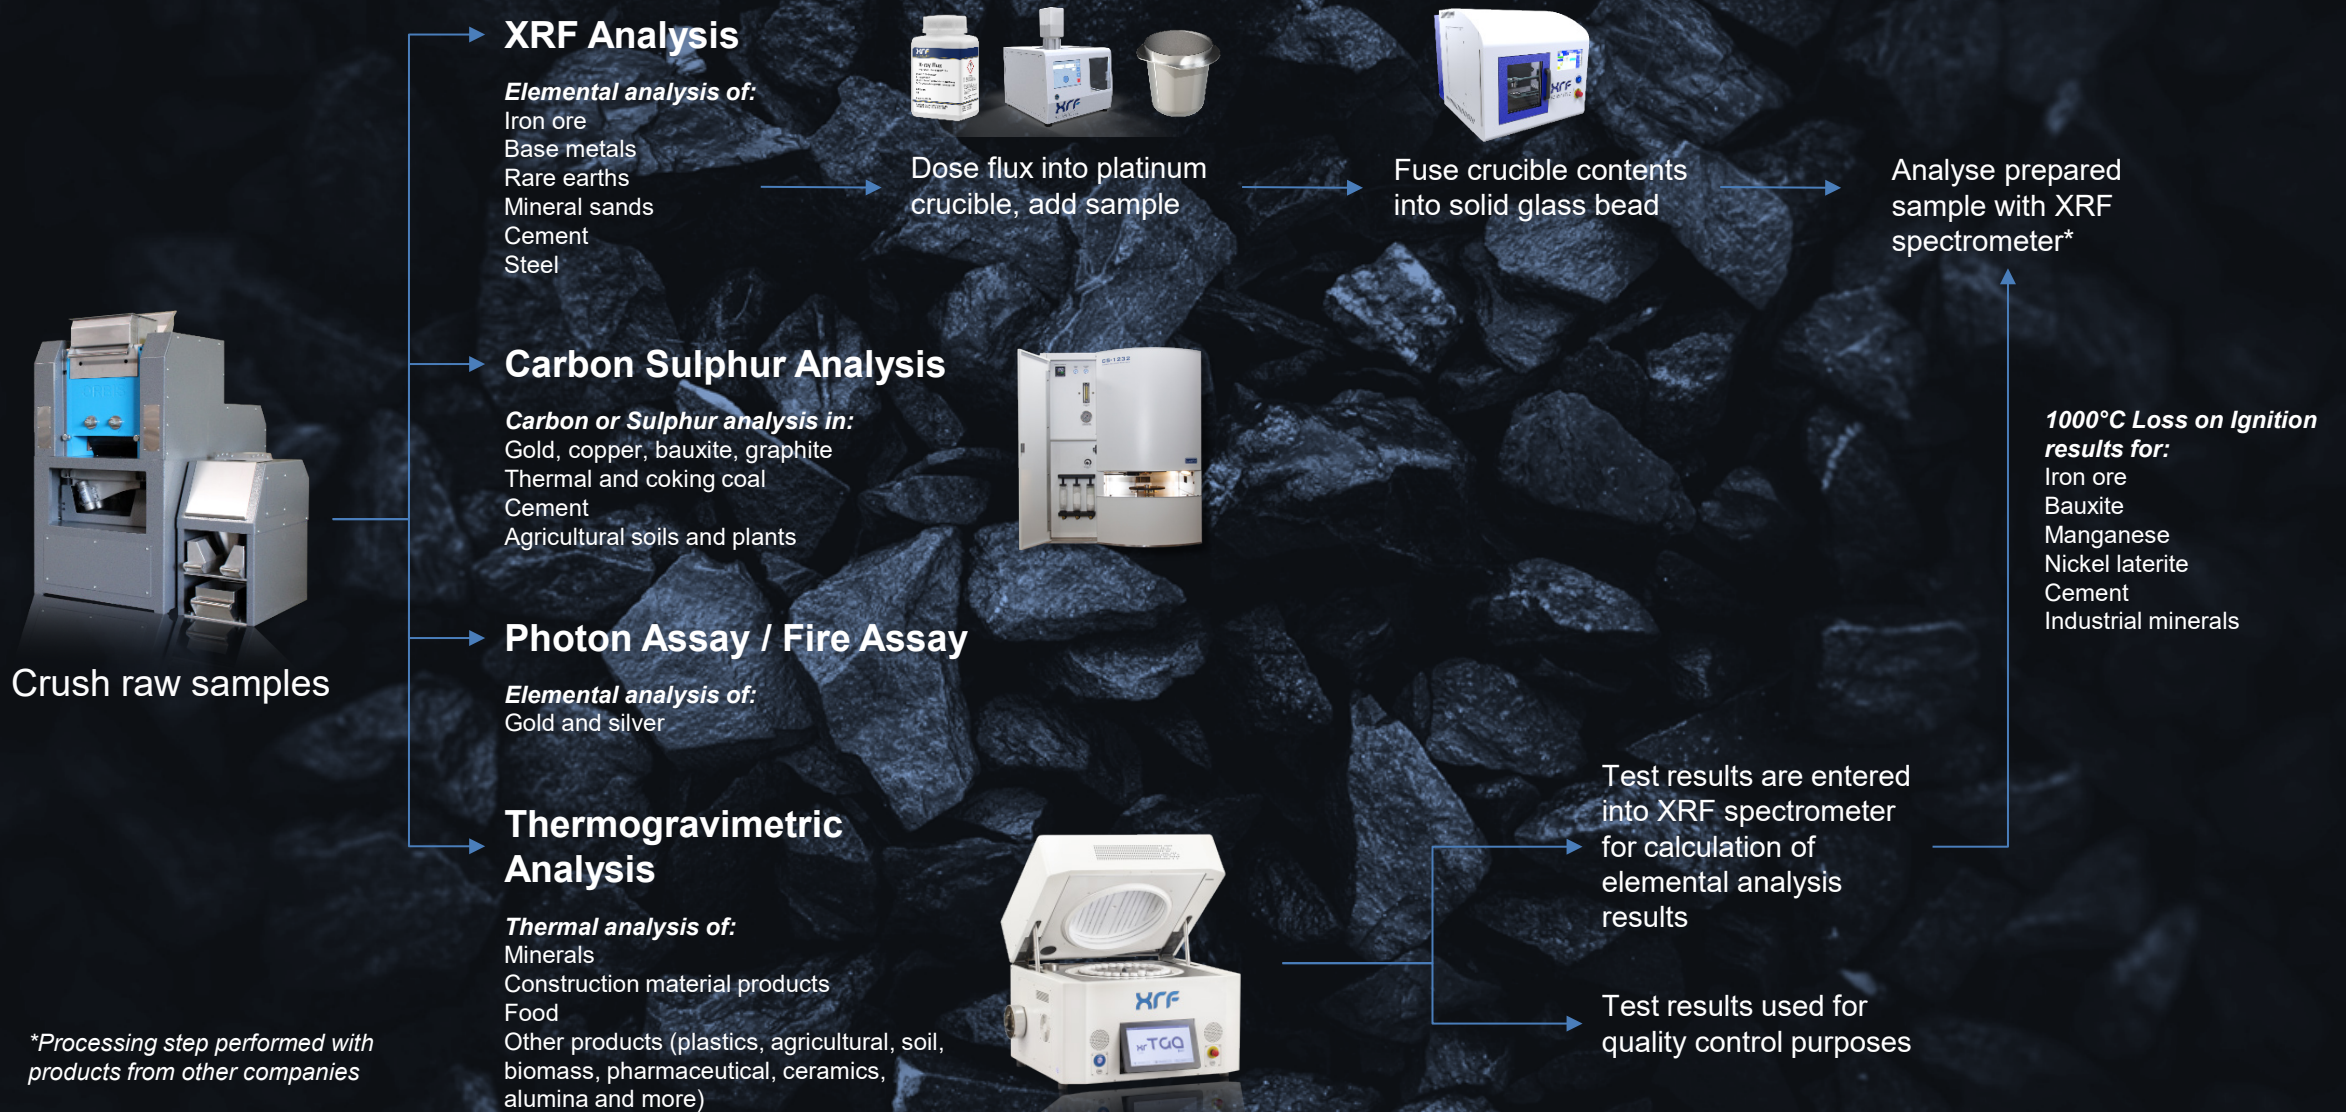 XRF Analysis
Elemental analysis of:
Iron ore
Base metals
Rare earths
Mineral sands
Cement
Steel
XRF
X-ray Flux
XRF
Dose flux into platinum
crucible, add sample
XRF
Fuse crucible contents
into solid glass bead
Analyse prepared
sample with XRF
spectrometer*
Carbon Sulphur Analysis
Carbon or Sulphur analysis in:
Gold, copper, bauxite, graphite
Thermal and coking coal
Cement
Agricultural soils and plants
CS-1232
1000°C Loss on Ignition
results for:
Iron ore
Bauxite
Manganese
Nickel laterite
Cement
Industrial minerals
Crush raw samples
Photon Assay / Fire Assay
Elemental analysis of:
Gold and silver
Thermogravimetric
Analysis
Thermal analysis of:
Minerals
Construction material products
Food
Other products (plastics, agricultural, soil,
biomass, pharmaceutical, ceramics,
alumina and more)
XRF
xrTGA
Test results are entered
into XRF spectrometer
for calculation of
elemental analysis
results
Test results used for
quality control purposes
*Processing step performed with
products from other companies